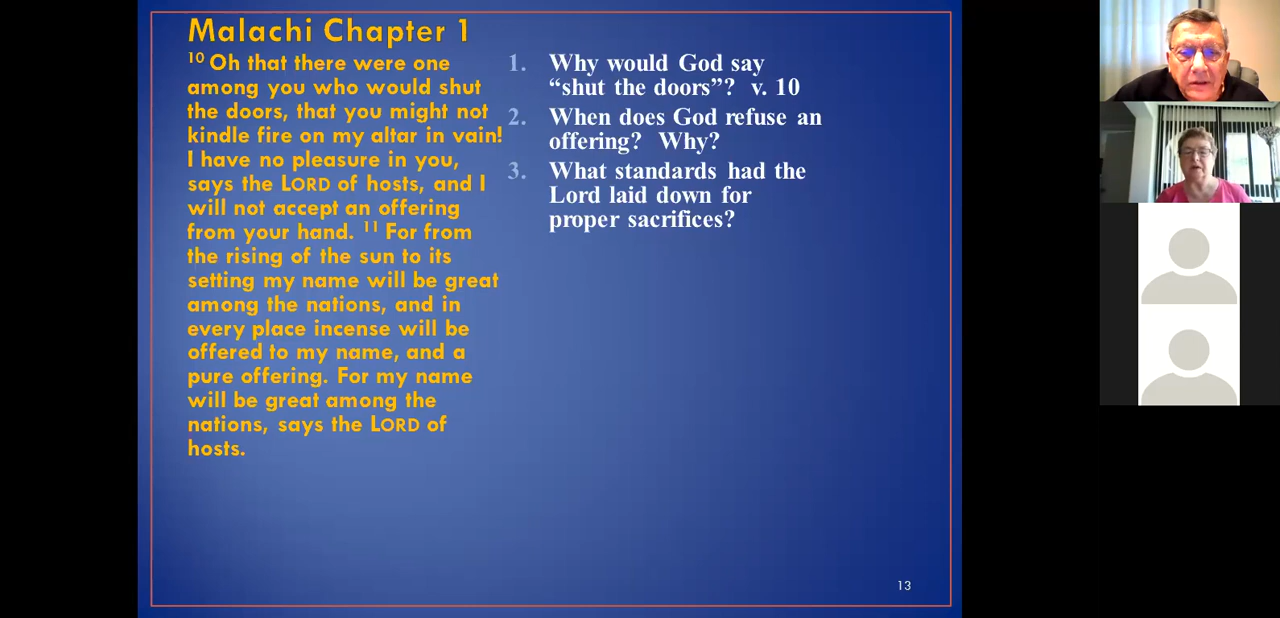 Malachi Chapter 1
10 Oh that there were one
among you who would shut
the doors, that you might not
kindle fire on my altar in vain!
I have no pleasure in you,
says the LORD of hosts, and I
will not accept an offering
from your hand. 11 For from
the rising of the sun to its
setting my name will be great
among the nations, and in
every place incense will be
offered to my name, and a
pure offering. For my name
will be great among the
nations, says the LORD of
hosts.
1. Why would God say
“shut the doors”? v. 10
2. When does God refuse an
offering? Why?
3. What standards had the
Lord laid down for
proper sacrifices?
13